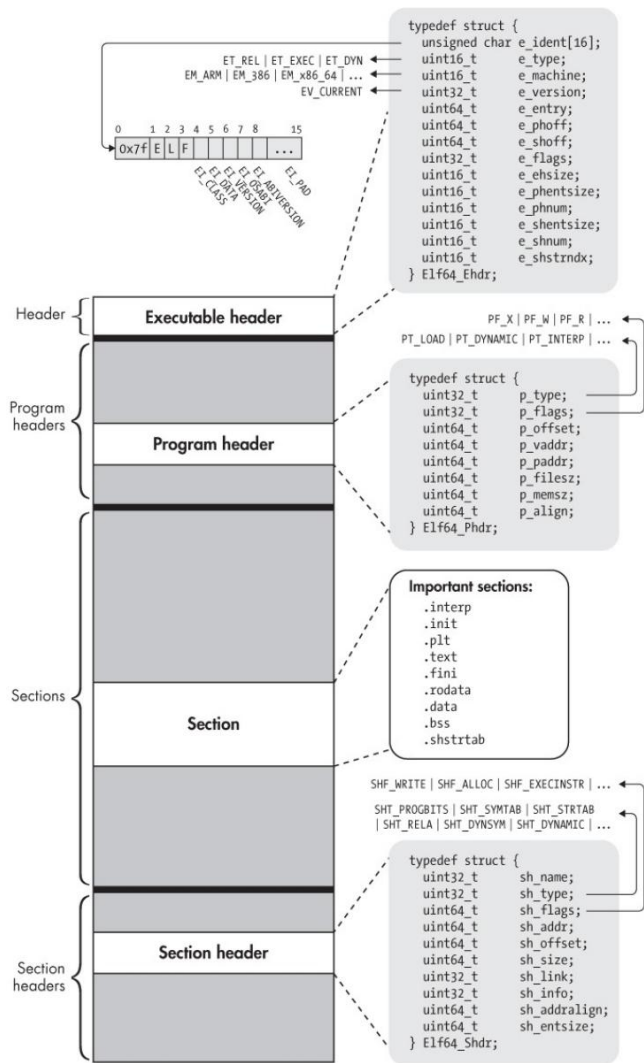 typedef struct {
unsigned char e_ident[16];
uint16_t e_type;
uint16_t e_machine;
uint32_t e_version;
uint64_t e_entry;
uint64_t e_phoff;
uint64_t e_shoff;
uint32_t e_flags;
uint16_t e_ehsize;
uint16_t e_phentsize;
uint16_t e_phnum;
uint16_t e_shentsize;
uint16_t e_shnum;
uint16_t e_shstrndx;
} Elf64_Ehdr;
ET_REL | ET_EXEC | ET_DYN
EM_ARM | EM_386 | EM_x86_64 | ...
EV_CURRENT
0 1 2 3 4 5 6 7 8 15
0x7f E L F ...
EI_CLASS
EI_DATA
EI_VERSION
EI_OSABI
EI_ABIVERSION
EI_PAD
Header
Executable header
Program
headers
Program header
PF_X | PF_W | PF_R | ...
PT_LOAD | PT_DYNAMIC | PT_INTERP | ...
typedef struct {
uint32_t p_type;
uint32_t p_flags;
uint64_t p_offset;
uint64_t p_vaddr;
uint64_t p_paddr;
uint64_t p_filesz;
uint64_t p_memsz;
uint64_t p_align;
} Elf64_Phdr;
Sections
Section
Important sections:
.interp
.init
.plt
.text
.fini
.rodata
.data
.bss
.shstrtab
SHF_WRITE | SHF_ALLOC | SHF_EXECINSTR | ...
SHT_PROGBITS | SHT_SYMTAB | SHT_STRTAB
| SHT_RELA | SHT_DYNSYM | SHT_DYNAMIC | ...
Section
headers
Section header
typedef struct {
uint32_t sh_name;
uint32_t sh_type;
uint64_t sh_flags;
uint64_t sh_addr;
uint64_t sh_offset;
uint64_t sh_size;
uint32_t sh_link;
uint32_t sh_info;
uint64_t sh_addralign;
uint64_t sh_entsize;
} Elf64_Shdr;